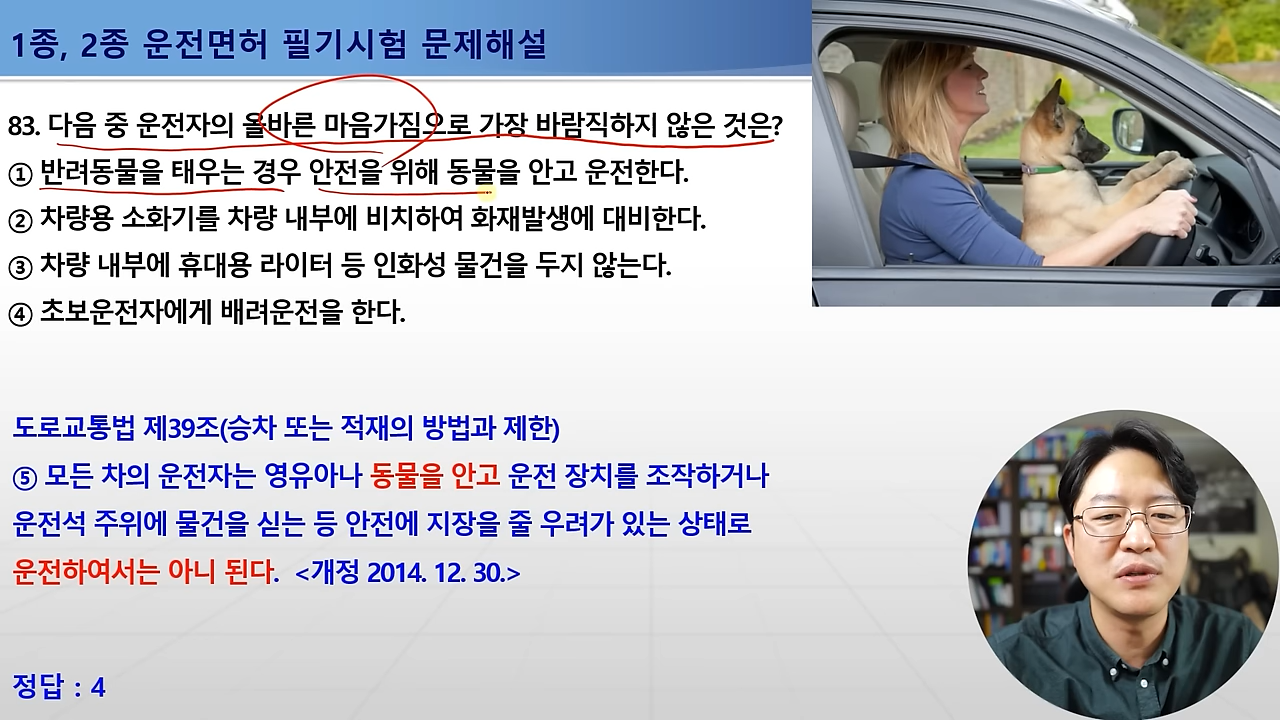 1종, 2종 운전면허 필기시험 문제해설
83. 다음 중 운전자의 올바른 마음가짐으로 가장 바람직하지 않은 것은?
① 반려동물을 태우는 경우 안전을 위해 동물을 안고 운전한다.
② 차량용 소화기를 차량 내부에 비치하여 화재발생에 대비한다.
③ 차량 내부에 휴대용 라이터 등 인화성 물건을 두지 않는다.
④ 초보운전자에게 배려운전을 한다.
도로교통법 제39조(승차 또는 적재의 방법과 제한)
⑤ 모든 차의 운전자는 영유아나 동물을 안고 운전 장치를 조작하거나
운전석 주위에 물건을 싣는 등 안전에 지장을 줄 우려가 있는 상태로
운전하여서는 아니 된다. <개정 2014. 12. 30.>
정답 : 4